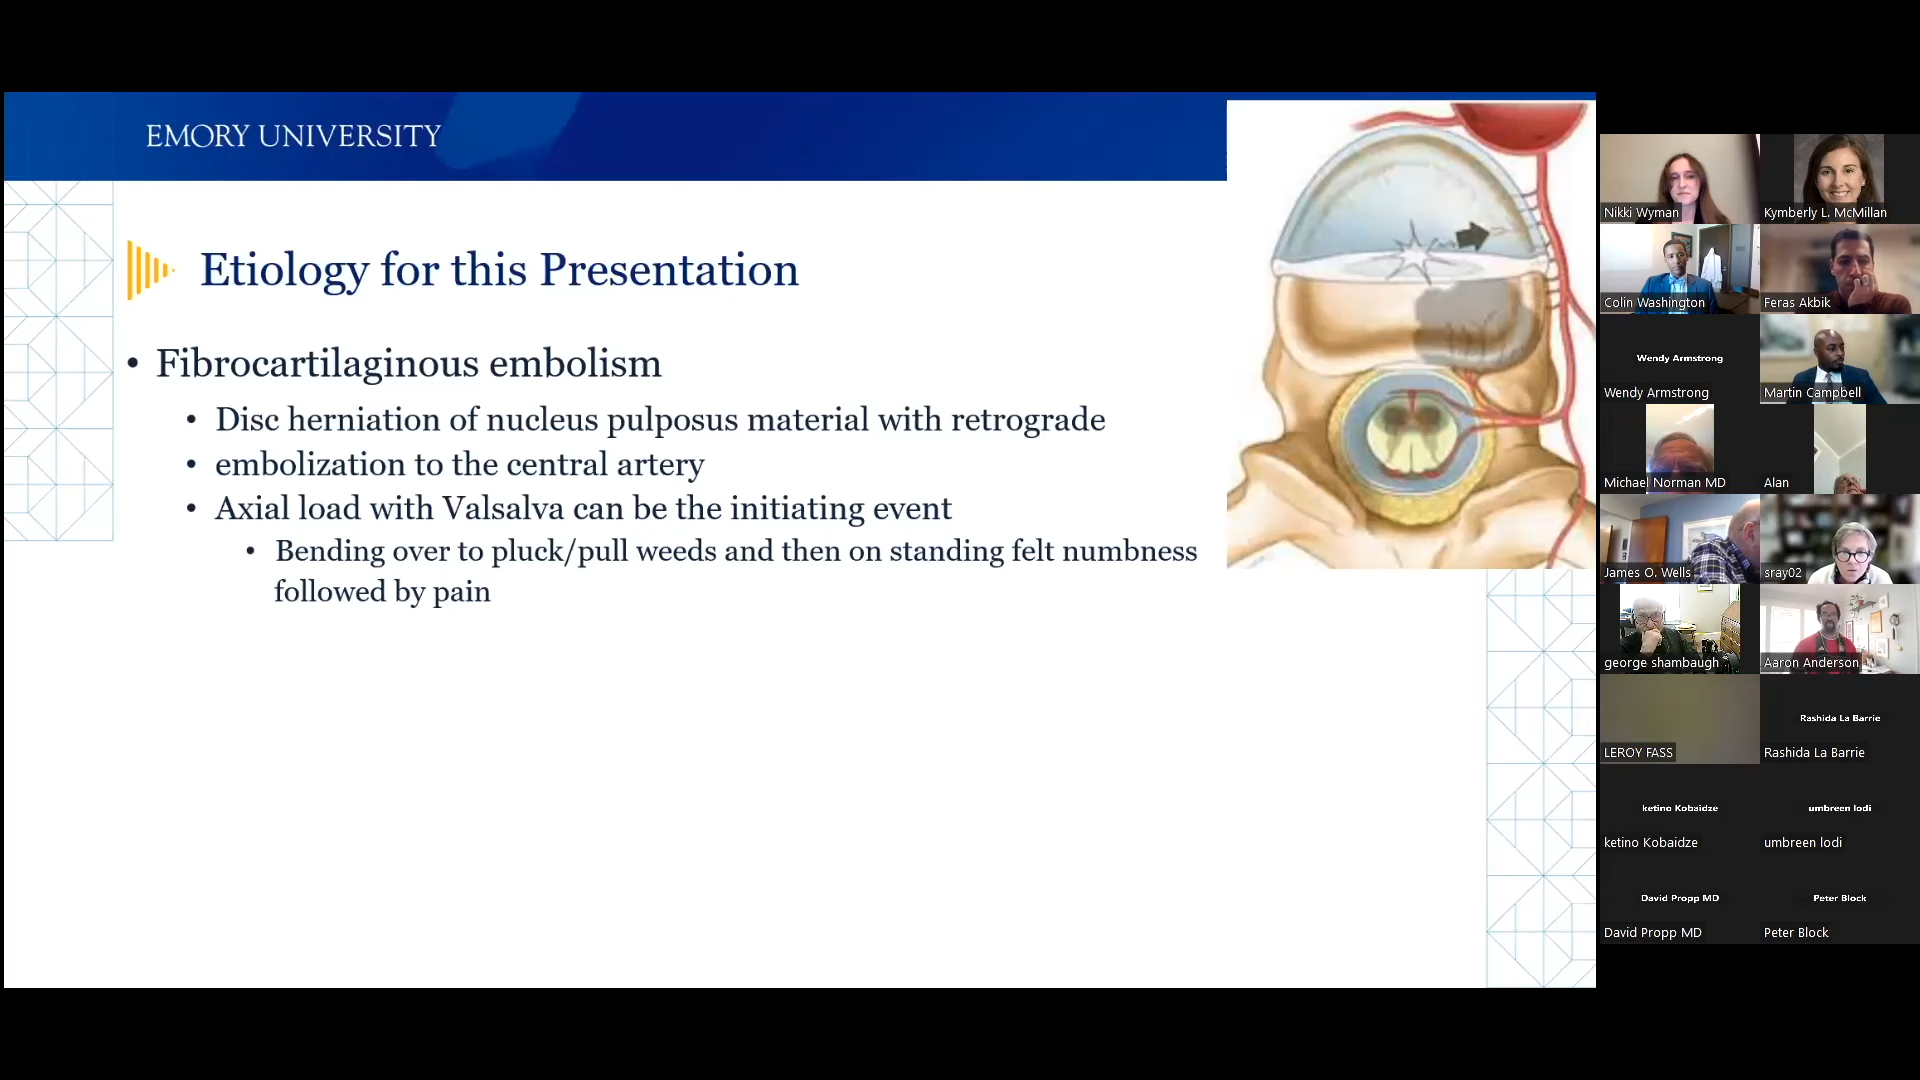 EMORY UNIVERSITY
Etiology for this Presentation
• Fibrocartilaginous embolism
• Disc herniation of nucleus pulposus material with retrograde
• embolization to the central artery
• Axial load with Valsalva can be the initiating event
• Bending over to pluck/pull weeds and then on standing felt numbness
followed by pain
Nikki Wyman
Kymberly L. McMillan
Colin Washington
Feras Akbik
Wendy Armstrong
Wendy Armstrong
Martin Campbell
Michael Norman MD
Alan
James O. Wells
sray02
george shambaugh
Aaron Anderson
LEROY FASS
Rashida La Barrie
Rashida La Barrie
ketino Kobaidze
ketino Kobaidze
umbreen lodi
umbreen lodi
David Propp MD
David Propp MD
Peter Block
Peter Block